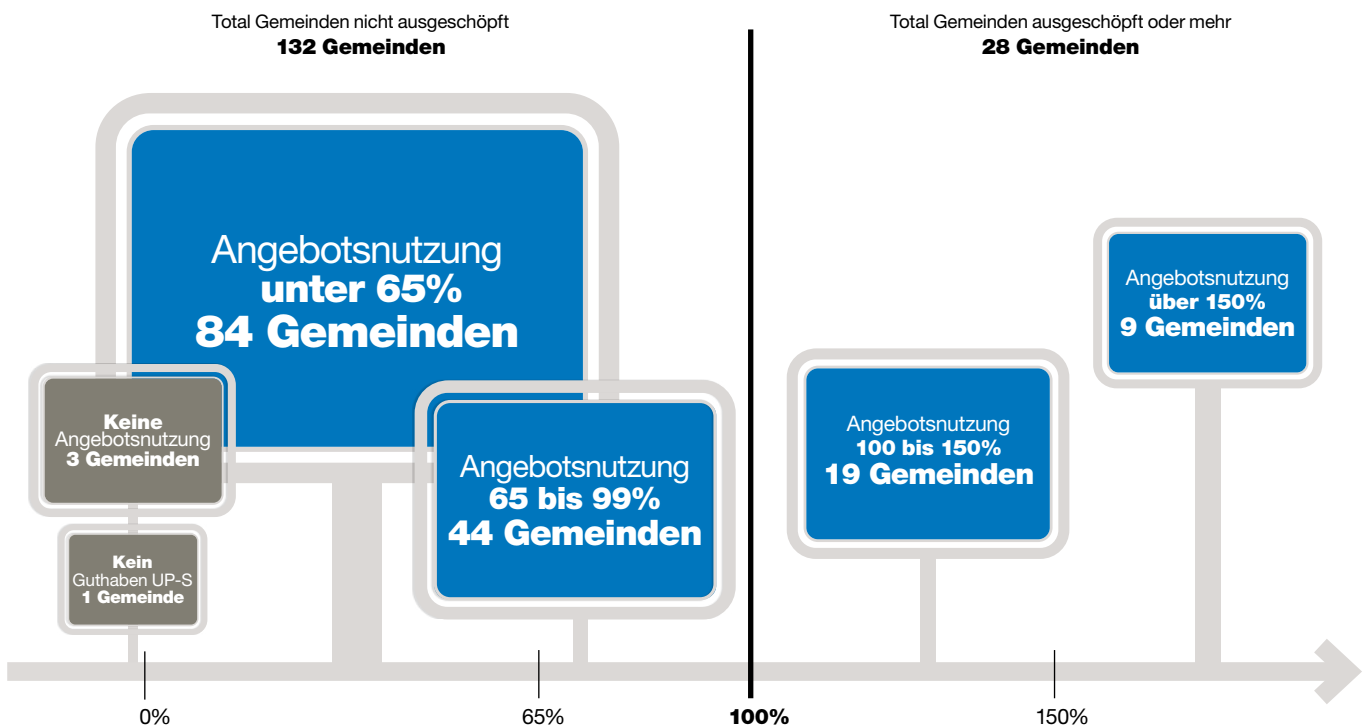 Total Gemeinden nicht ausgeschöpft
132 Gemeinden
Total Gemeinden ausgeschöpft oder mehr
28 Gemeinden
Angebotsnutzung
unter 65%
84 Gemeinden
Keine
Angebotsnutzung
3 Gemeinden
Kein
Guthaben UP-S
1 Gemeinde
Angebotsnutzung
65 bis 99%
44 Gemeinden
Angebotsnutzung
100 bis 150%
19 Gemeinden
Angebotsnutzung
über 150%
9 Gemeinden
0%
65%
100%
150%